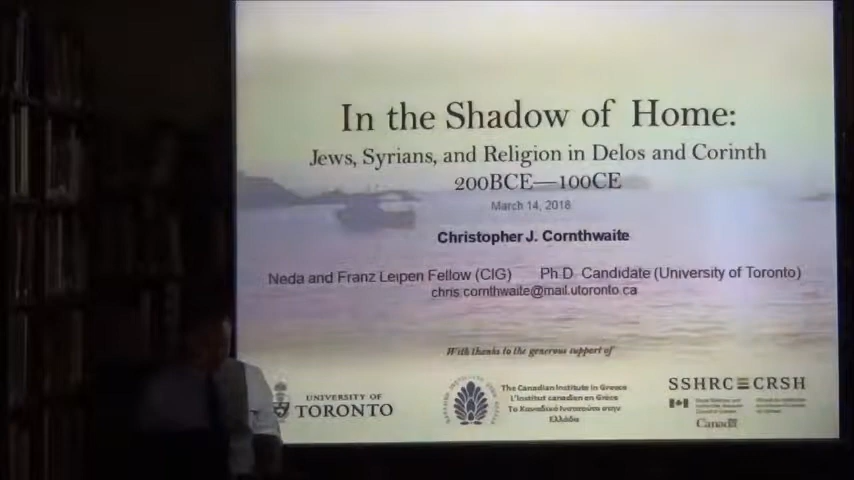 In the Shadow of Home:
Jews, Syrians, and Religion in Delos and Corinth
200BCE—100CE
March 14, 2018
Christopher J. Cornthwaite
Neda and Franz Leipen Fellow (CIG) Ph.D Candidate (University of Toronto)
chris.cornthwaite@mail.utoronto.ca
With thanks to the generous support of
UNIVERSITY OF
TORONTO
The Canadian Institute in Greece
L'Institut canadien en Grèce
Το Καναδικό Ινστιτούτο στην
Ελλάδα
SSHRC CRSH
Canada